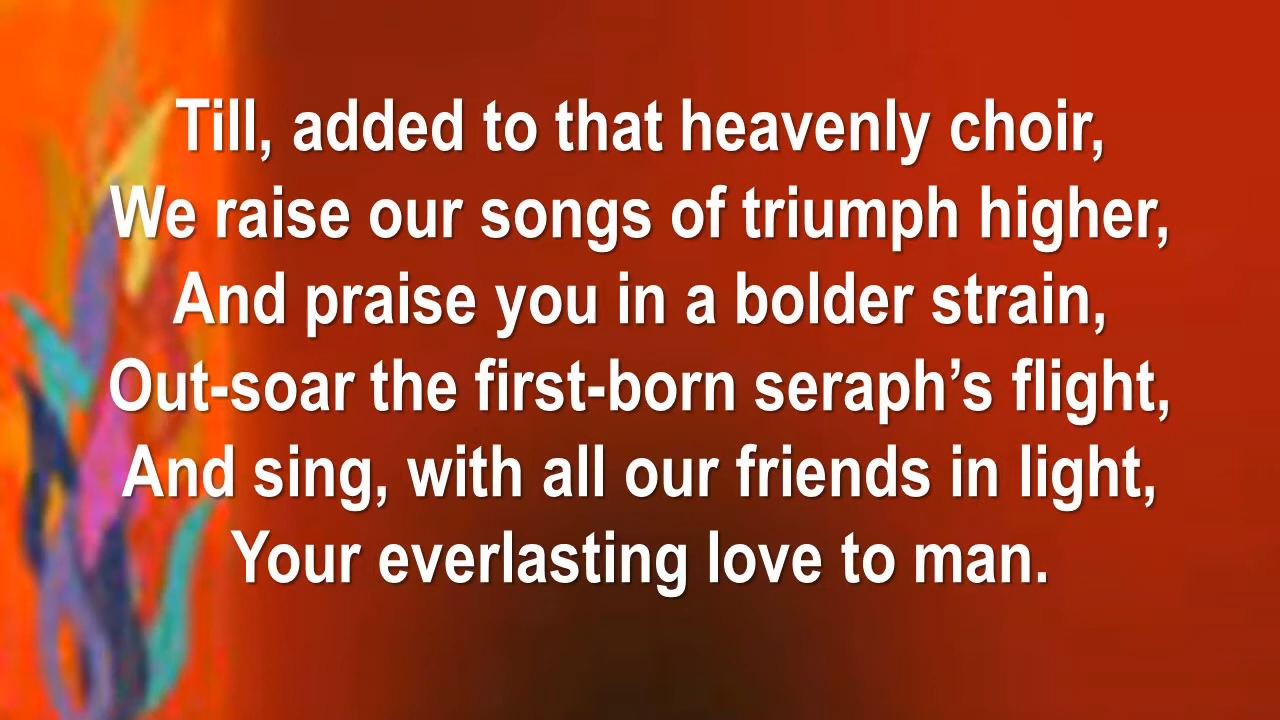 Till, added to that heavenly choir,
We raise our songs of triumph higher,
And praise you in a bolder strain,
Out-soar the first-born seraph’s flight,
And sing, with all our friends in light,
Your everlasting love to man.